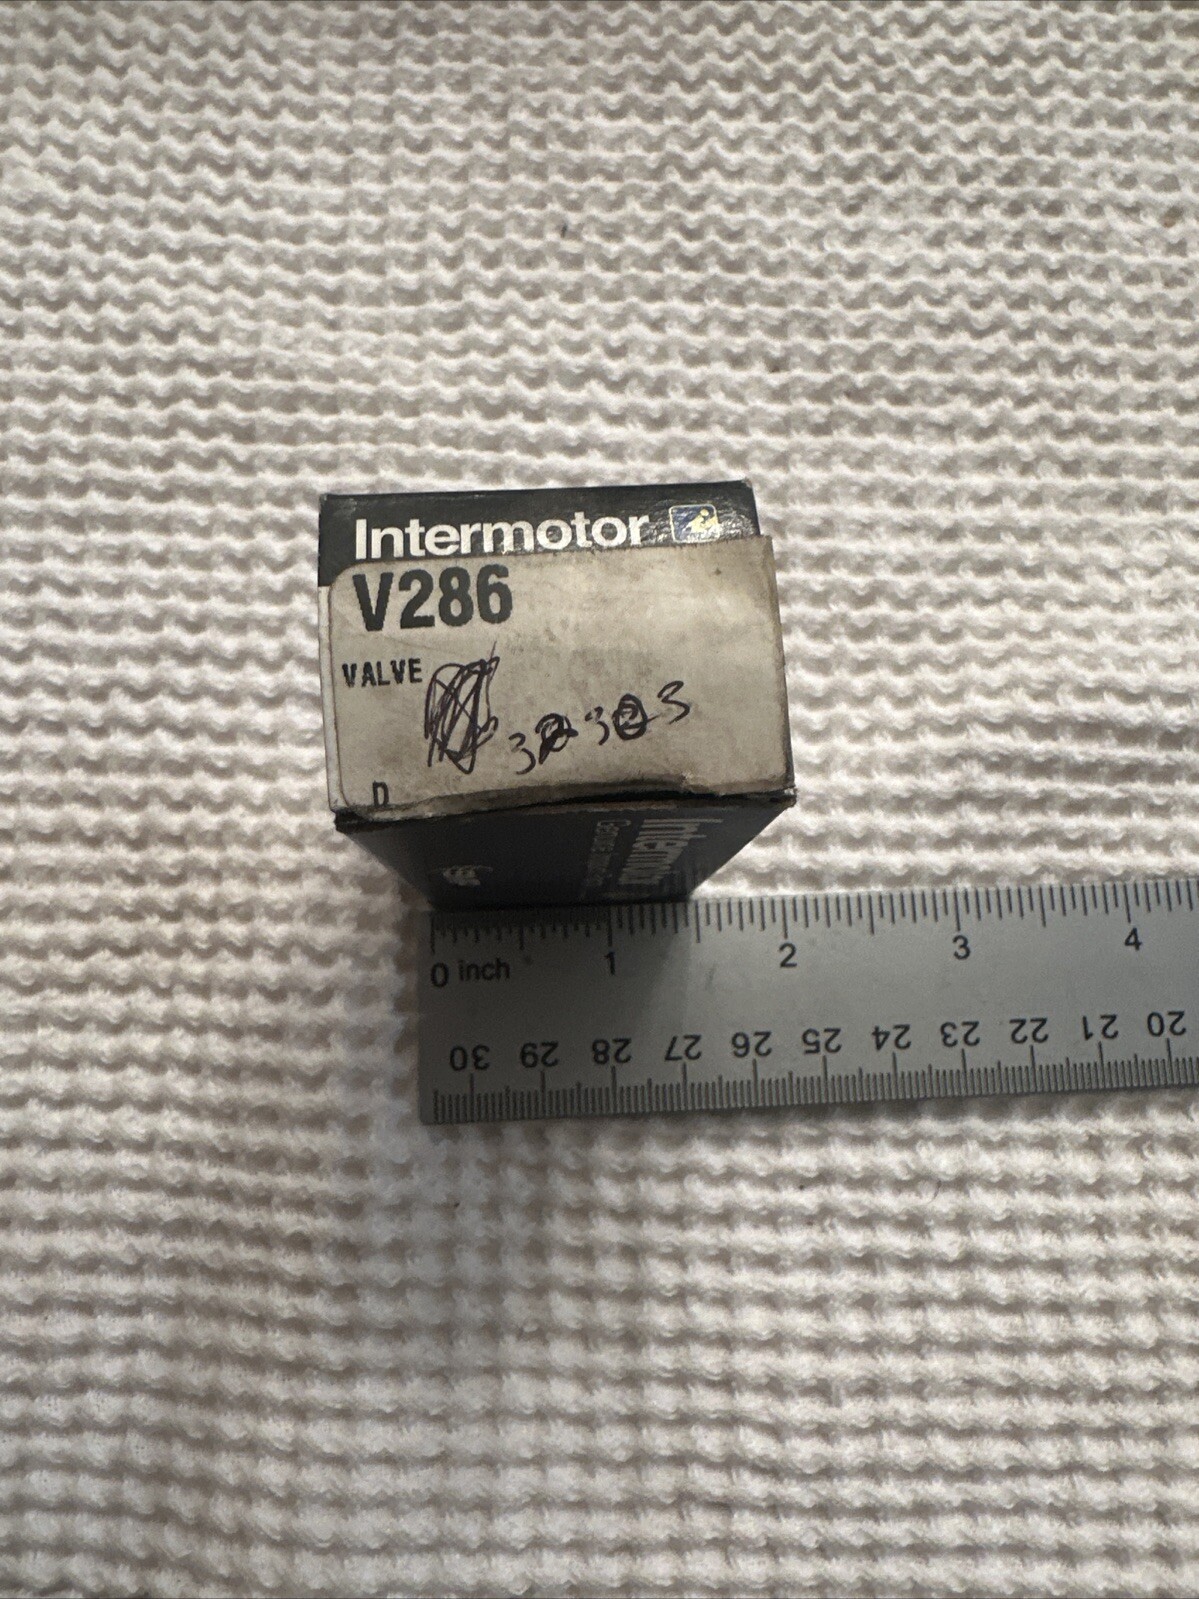 Intermotor
V286
VALVE
D
Intermotor
0 inch 1 2 3 4
30 29 28 27 26 25 24 23 22 21 20